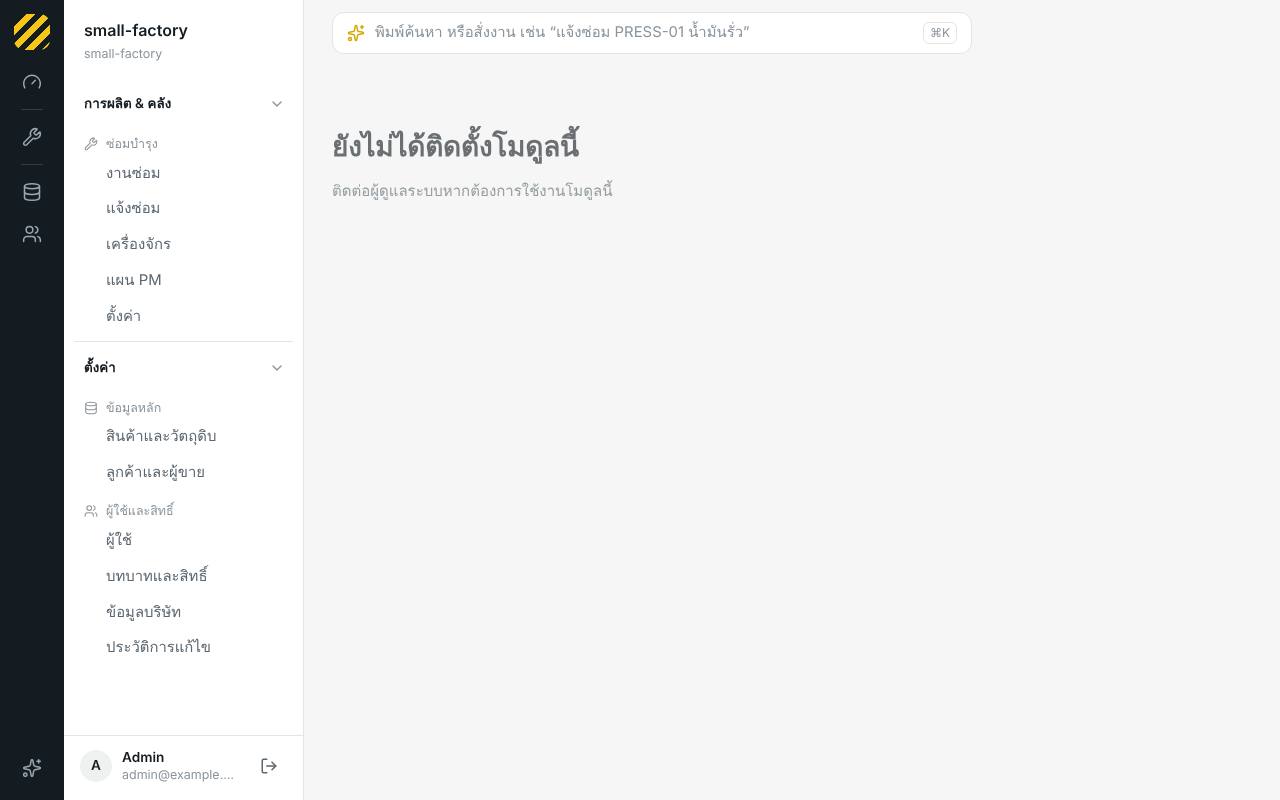 small-factory
small-factory
การผลิต & คลัง
ซ่อมบำรุง
งานซ่อม
แจ้งซ่อม
เครื่องจักร
แผน PM
ตั้งค่า
ตั้งค่า
ข้อมูลหลัก
สินค้าและวัตถุดิบ
ลูกค้าและผู้ขาย
ผู้ใช้และสิทธิ์
ผู้ใช้
บทบาทและสิทธิ์
ข้อมูลบริษัท
ประวัติการแก้ไข
A
Admin
admin@example....
พิมพ์ค้นหา หรือสั่งงาน เช่น “แจ้งซ่อม PRESS-01 น้ำมันรั่ว”
⌘K
ยังไม่ได้ติดตั้งโมดูลนี้
ติดต่อผู้ดูแลระบบหากต้องการใช้งานโมดูลนี้